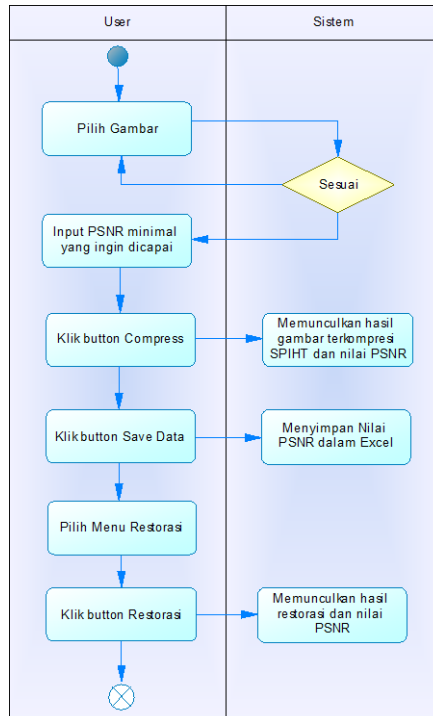 User
Sistem
Pilih Gambar
Sesuai
Input PSNR minimal
yang ingin dicapai
Klik button Compress
Memunculkan hasil
gambar terkompresi
SPIHT dan nilai PSNR
Klik button Save Data
Menyimpan Nilai
PSNR dalam Excel
Pilih Menu Restorasi
Klik button Restorasi
Memunculkan hasil
restorasi dan nilai
PSNR